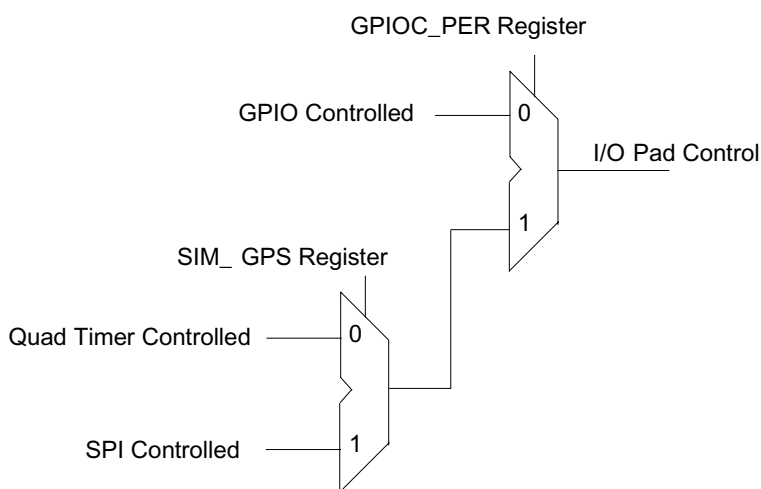 GPIOC_PER Register
GPIO Controlled
0
I/O Pad Control
1
SIM_ GPS Register
Quad Timer Controlled
0
SPI Controlled
1